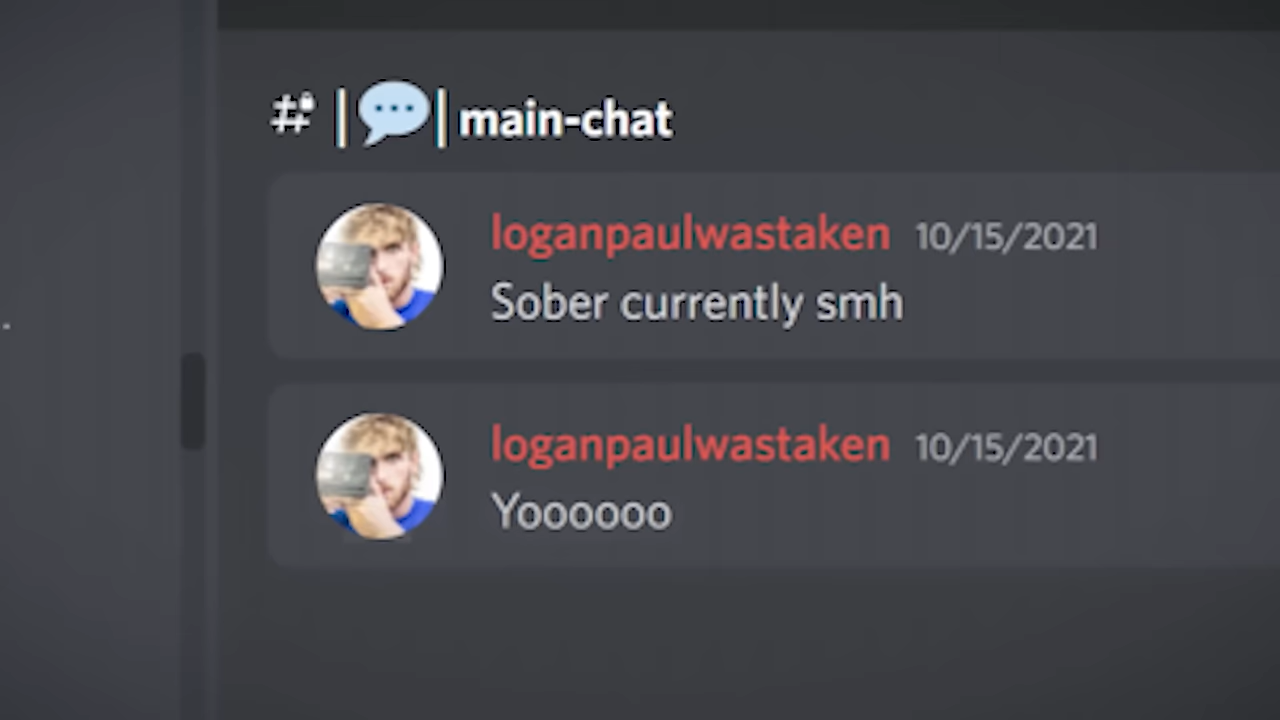 # |💬| main-chat
loganpaulwastaken 10/15/2021
Sober currently smh
loganpaulwastaken 10/15/2021
Yoooooo